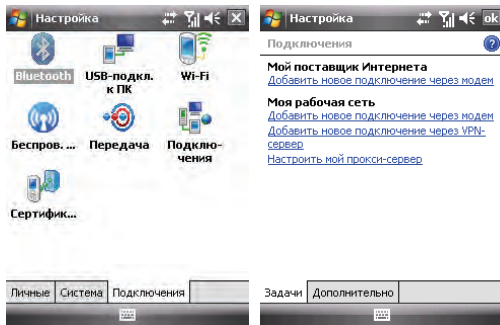 Настройка
Bluetooth USB-подкл. Wi-Fi
к ПК
Беспров. ... Передача Подклю-
чения
Сертифик...
Личные Система Подключения
Настройка ok
Подключения ?
Мой поставщик Интернета
Добавить новое подключение через модем
Моя рабочая сеть
Добавить новое подключение через модем
Добавить новое подключение через VPN-
сервер
Настроить мой прокси-сервер
Задачи Дополнительно